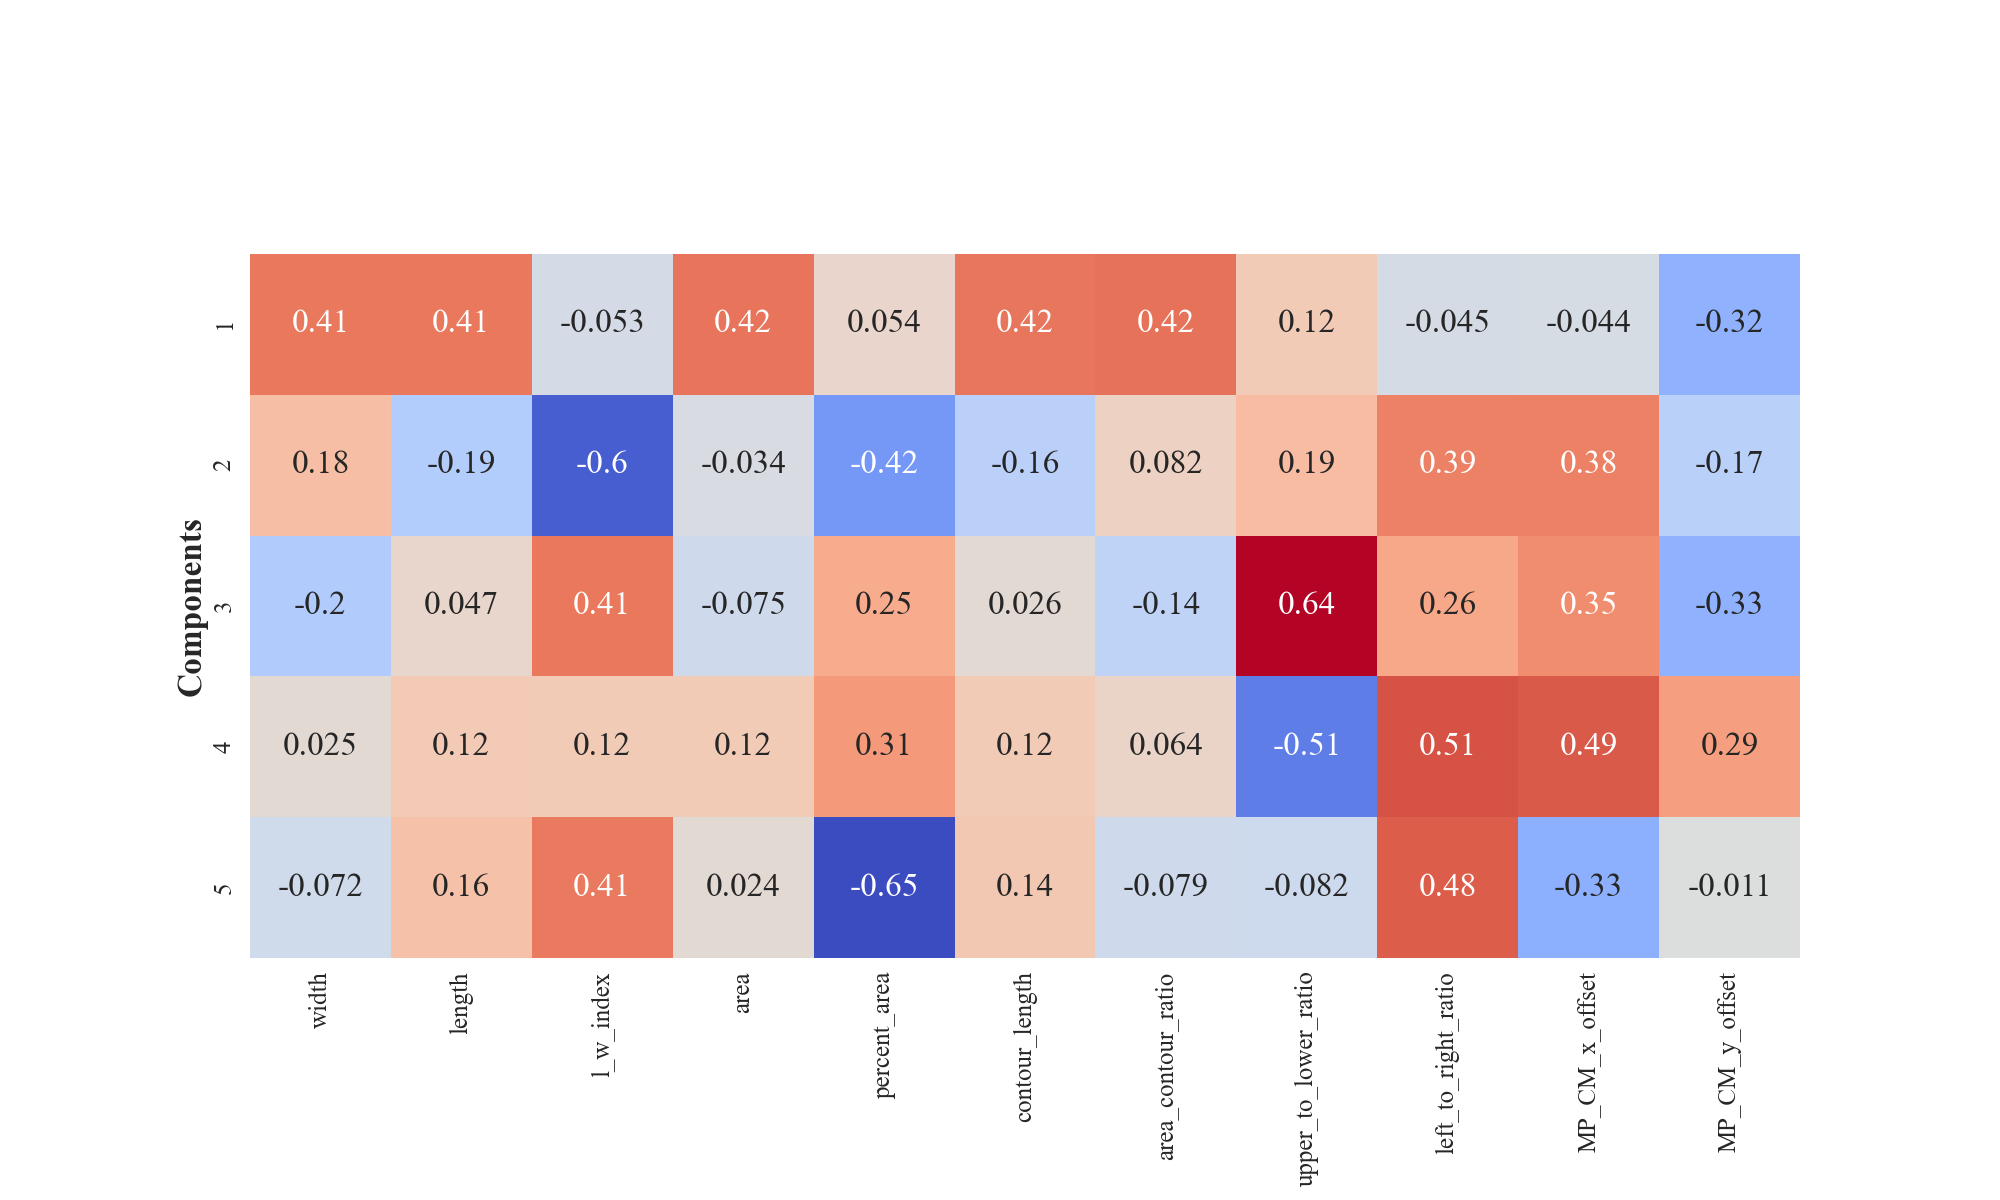 Components
1 0.41 0.41 -0.053 0.42 0.054 0.42 0.42 0.12 -0.045 -0.044 -0.32
2 0.18 -0.19 -0.6 -0.034 -0.42 -0.16 0.082 0.19 0.39 0.38 -0.17
3 -0.2 0.047 0.41 -0.075 0.25 0.026 -0.14 0.64 0.26 0.35 -0.33
4 0.025 0.12 0.12 0.12 0.31 0.12 0.064 -0.51 0.51 0.49 0.29
5 -0.072 0.16 0.41 0.024 -0.65 0.14 -0.079 -0.082 0.48 -0.33 -0.011
width
length
l_w_index
area
percent_area
contour_length
area_contour_ratio
upper_to_lower_ratio
left_to_right_ratio
MP_CM_x_offset
MP_CM_y_offset